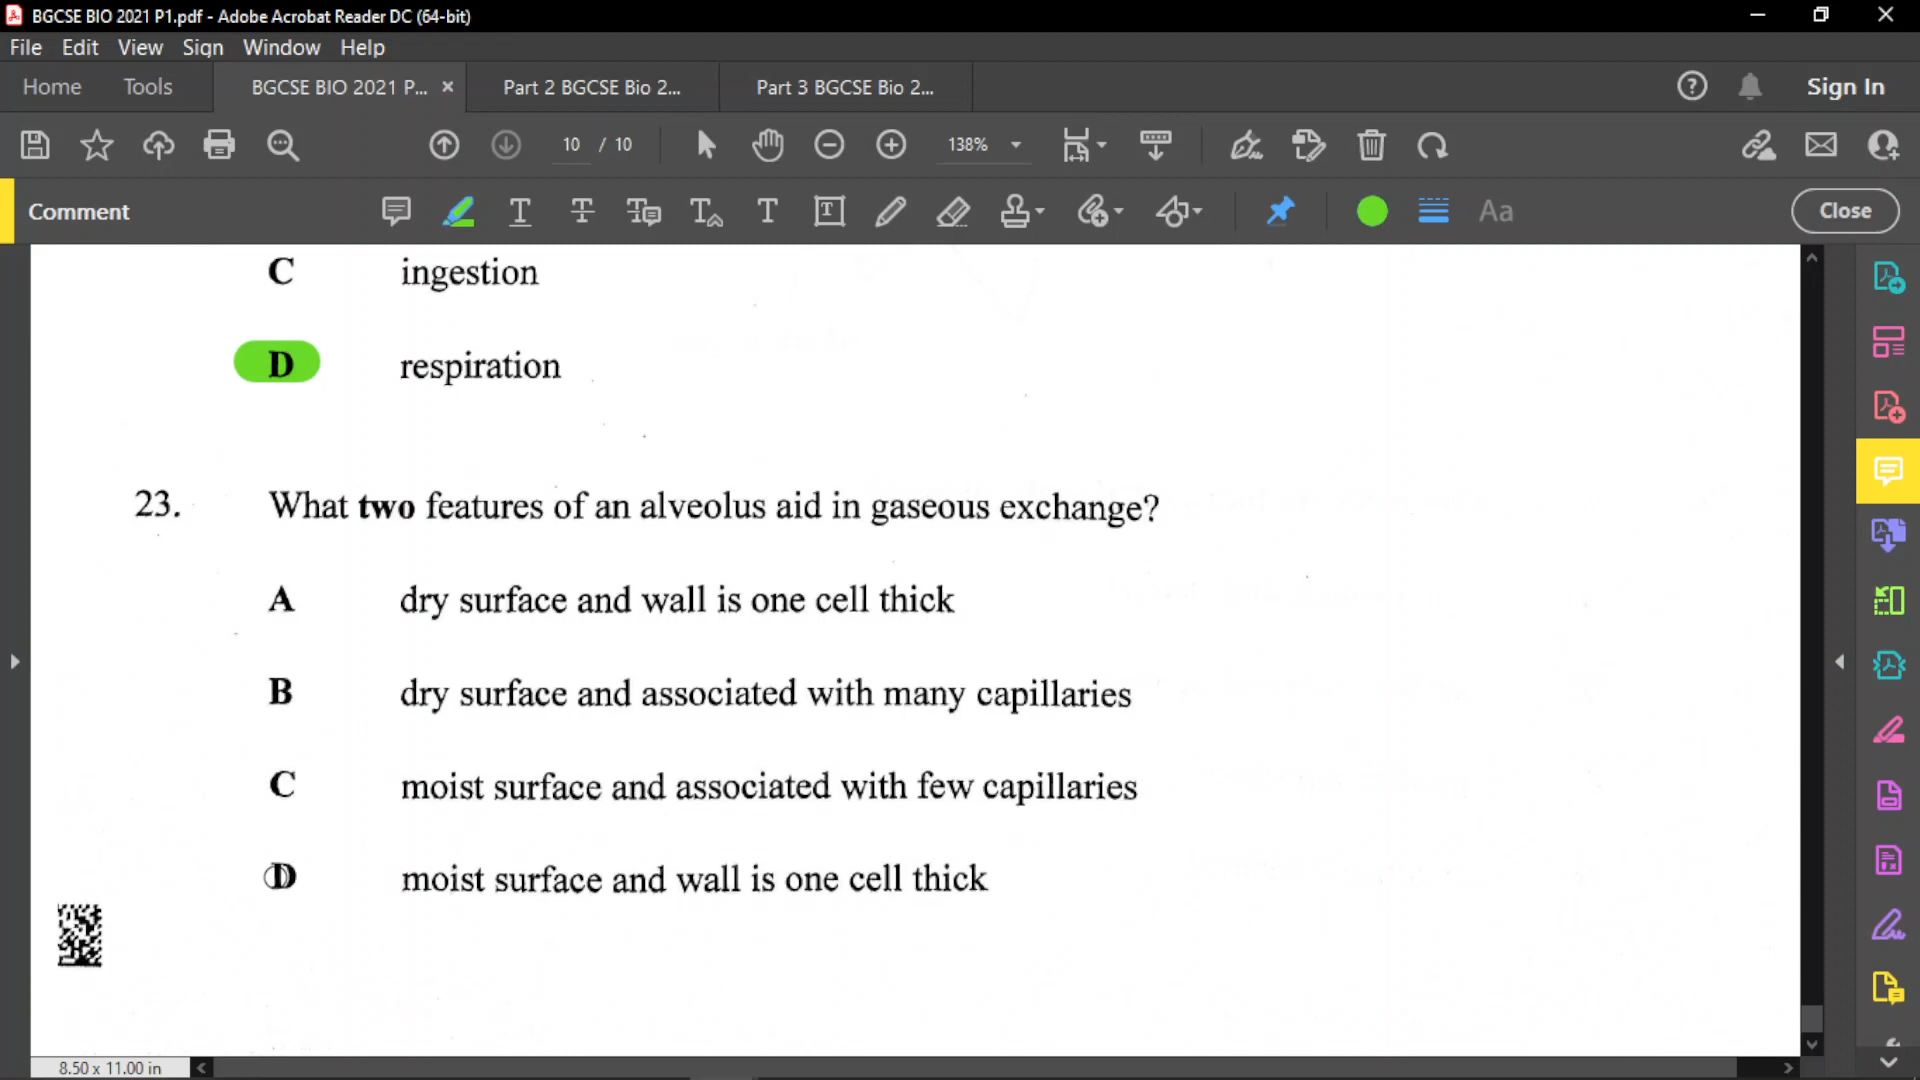 BGCSE BIO 2021 P1.pdf - Adobe Acrobat Reader DC (64-bit)
File Edit View Sign Window Help
Home Tools BGCSE BIO 2021 P... × Part 2 BGCSE Bio 2... Part 3 BGCSE Bio 2... Sign In
10 / 10 138%
Comment Aa Close
C ingestion
D respiration
23. What two features of an alveolus aid in gaseous exchange?
A dry surface and wall is one cell thick
B dry surface and associated with many capillaries
C moist surface and associated with few capillaries
D moist surface and wall is one cell thick
8.50 x 11.00 in